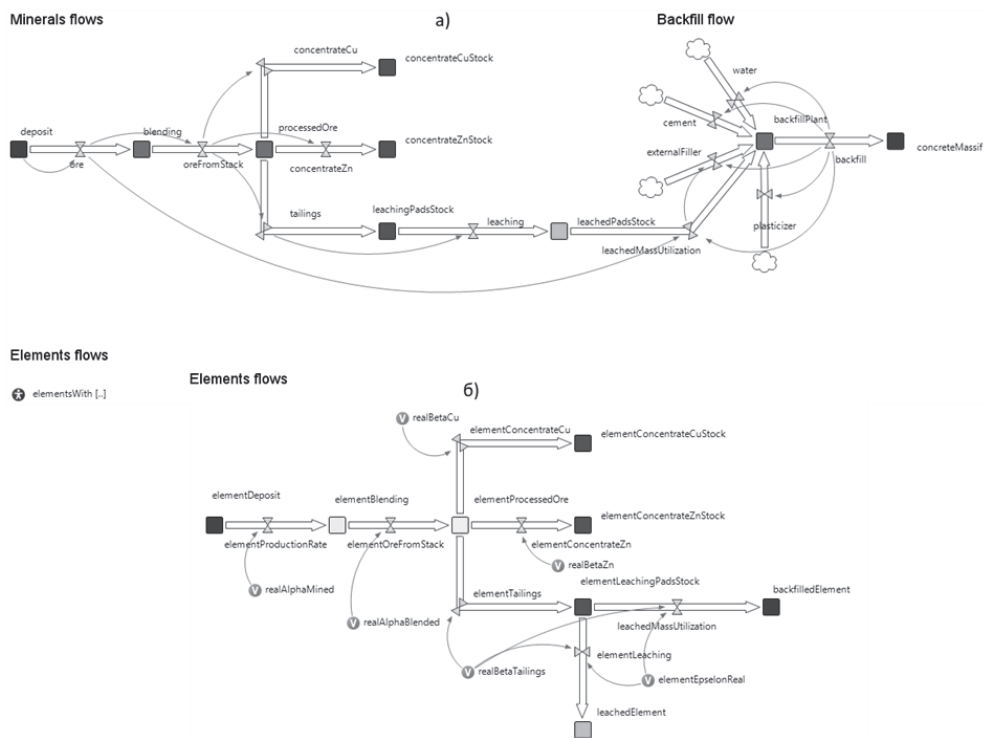 Minerals flows
а)
Backfill flow
concentrateCu
concentrateCuStock
water
deposit
blending
processedOre
cement
backfillPlant
ore
oreFromStack
concentrateZn
concentrateZnStock
externalFiller
backfill
concreteMassif
tailings
leachingPadsStock
leaching
leachedPadsStock
leachedMassUtilization
plasticizer
Elements flows
elementsWith [..]
Elements flows
б)
realBetaCu
elementConcentrateCu
elementConcentrateCuStock
elementDeposit
elementBlending
elementProcessedOre
elementConcentrateZnStock
elementProductionRate
elementOreFromStack
elementConcentrateZn
V realBetaZn
V realAlphaMined
elementTailings
elementLeachingPadsStock
backfilledElement
V realAlphaBlended
leachedMassUtilization
elementLeaching
V realBetaTailings
V elementEpselonReal
leachedElement